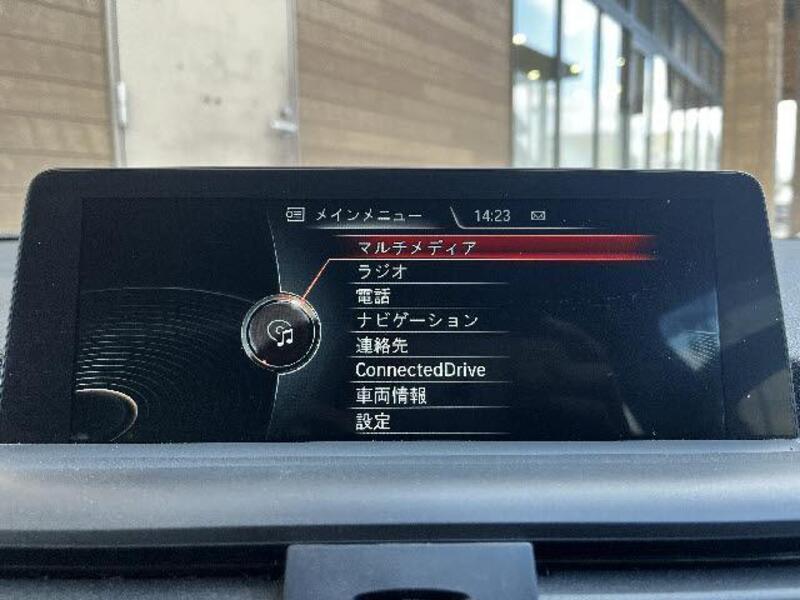 メインメニュー 14:23
マルチメディア
ラジオ
電話
ナビゲーション
連絡先
ConnectedDrive
車両情報
設定